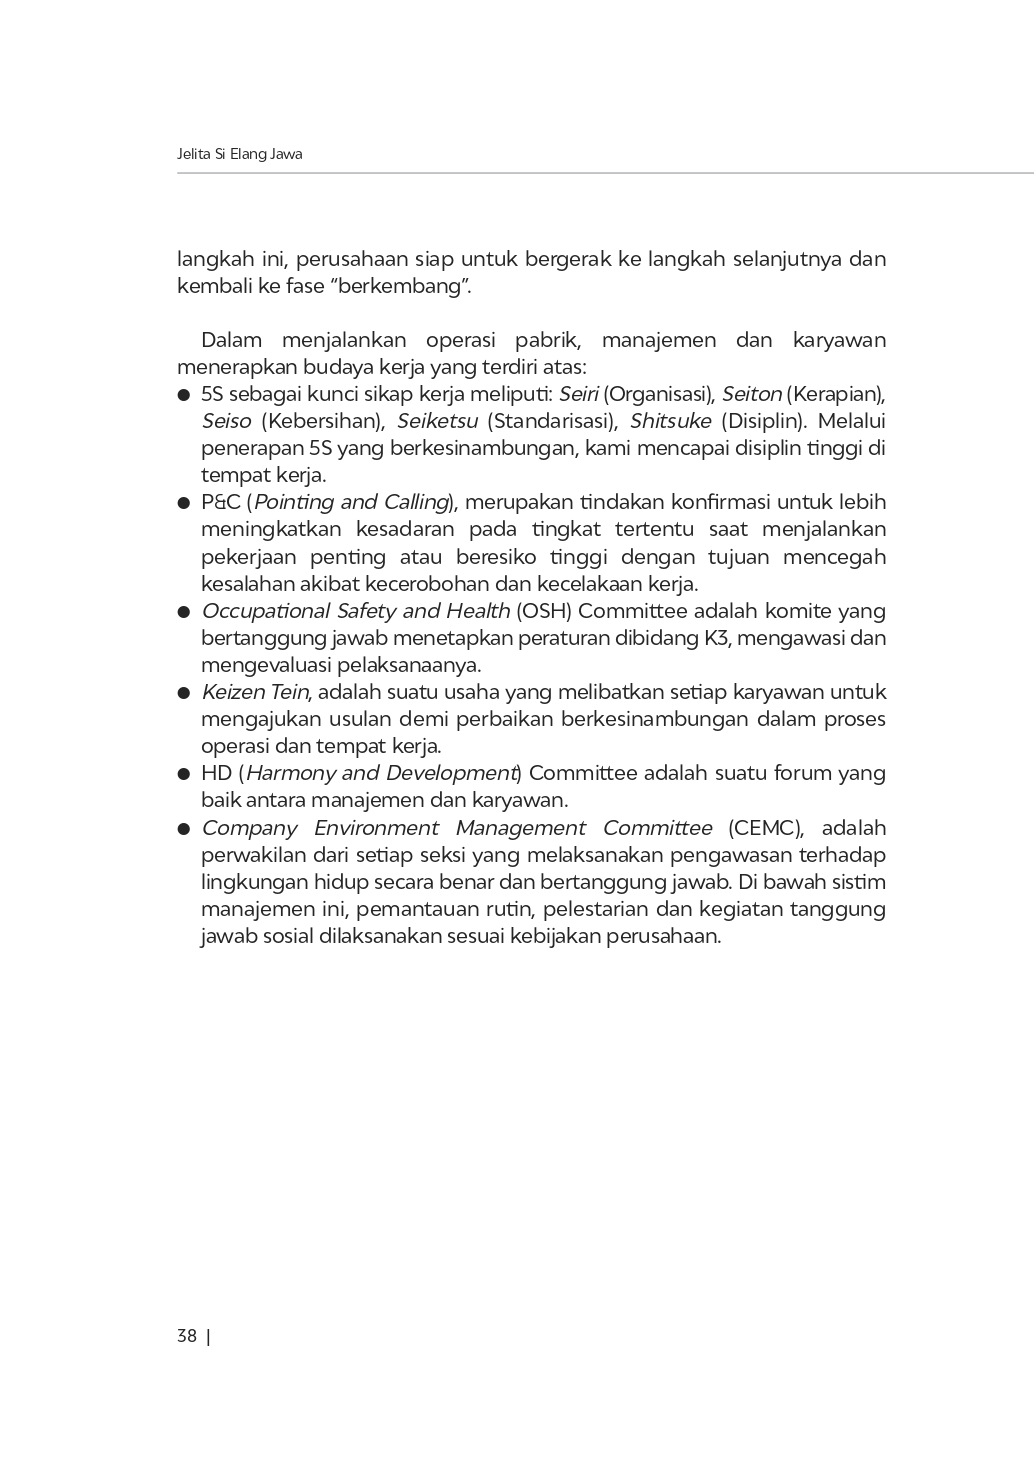 Jelita Si Elang Jawa
langkah ini, perusahaan siap untuk bergerak ke langkah selanjutnya dan
kembali ke fase “berkembang”.
Dalam menjalankan operasi pabrik, manajemen dan karyawan
menerapkan budaya kerja yang terdiri atas:
● 5S sebagai kunci sikap kerja meliputi: Seiri (Organisasi), Seiton (Kerapian),
Seiso (Kebersihan), Seiketsu (Standarisasi), Shitsuke (Disiplin). Melalui
penerapan 5S yang berkesinambungan, kami mencapai disiplin tinggi di
tempat kerja.
● P&C (Pointing and Calling), merupakan tindakan konfirmasi untuk lebih
meningkatkan kesadaran pada tingkat tertentu saat menjalankan
pekerjaan penting atau beresiko tinggi dengan tujuan mencegah
kesalahan akibat kecerobohan dan kecelakaan kerja.
● Occupational Safety and Health (OSH) Committee adalah komite yang
bertanggung jawab menetapkan peraturan dibidang K3, mengawasi dan
mengevaluasi pelaksanaanya.
● Keizen Tein, adalah suatu usaha yang melibatkan setiap karyawan untuk
mengajukan usulan demi perbaikan berkesinambungan dalam proses
operasi dan tempat kerja.
● HD (Harmony and Development) Committee adalah suatu forum yang
baik antara manajemen dan karyawan.
● Company Environment Management Committee (CEMC), adalah
perwakilan dari setiap seksi yang melaksanakan pengawasan terhadap
lingkungan hidup secara benar dan bertanggung jawab. Di bawah sistim
manajemen ini, pemantauan rutin, pelestarian dan kegiatan tanggung
jawab sosial dilaksanakan sesuai kebijakan perusahaan.
38 |